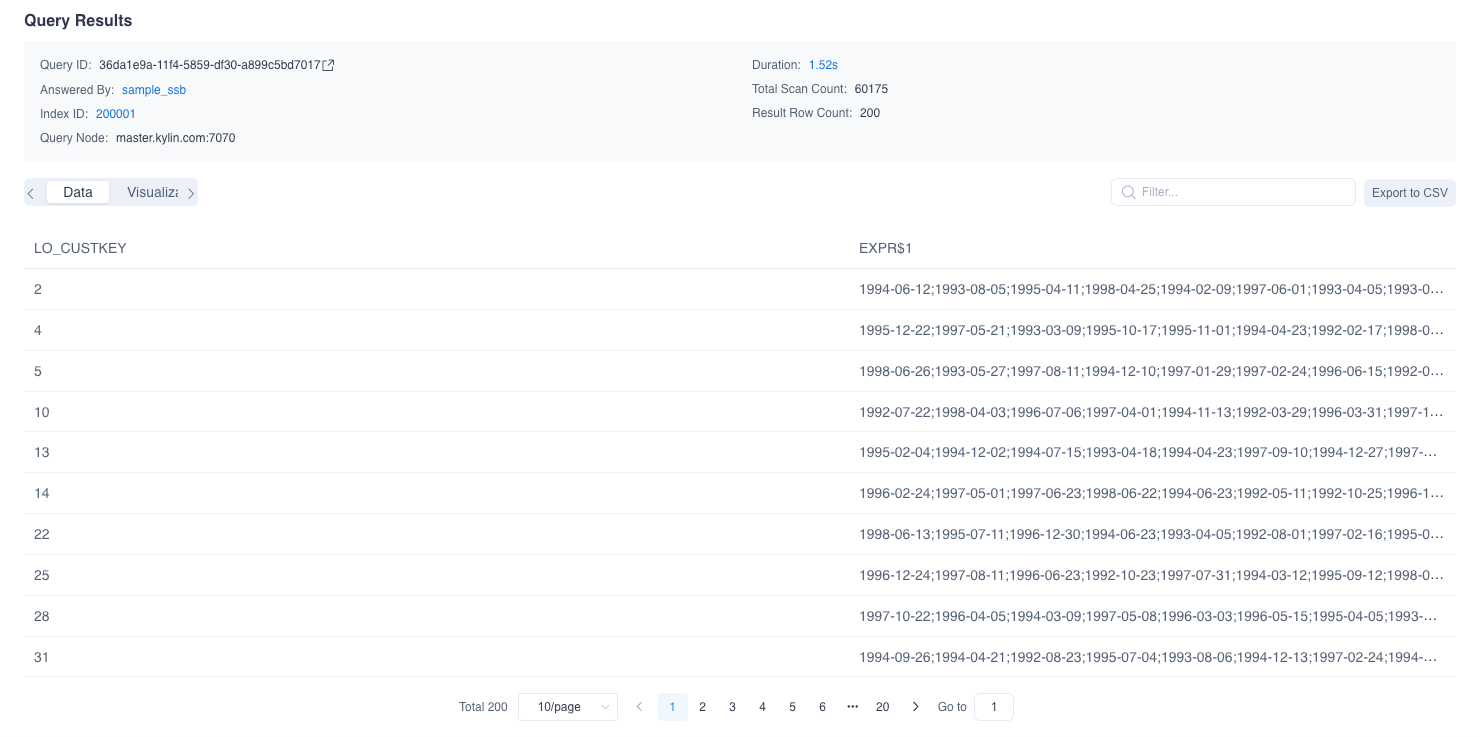 Query Results
Query ID: 36da1e9a-11f4-5859-df30-a899c5bd7017
Duration: 1.52s
Answered By: sample_ssb
Total Scan Count: 60175
Index ID: 200001
Result Row Count: 200
Query Node: master.kylin.com:7070
Data Visualiza
Filter...
Export to CSV
LO_CUSTKEY EXPR$1
2 1994-06-12;1993-08-05;1995-04-11;1998-04-25;1994-02-09;1997-06-01;1993-04-05;1993-0...
4 1995-12-22;1997-05-21;1993-03-09;1995-10-17;1995-11-01;1994-04-23;1992-02-17;1998-0...
5 1998-06-26;1993-05-27;1997-08-11;1994-12-10;1997-01-29;1997-02-24;1996-06-15;1992-0...
10 1992-07-22;1998-04-03;1996-07-06;1997-04-01;1994-11-13;1992-03-29;1996-03-31;1997-1...
13 1995-02-04;1994-12-02;1994-07-15;1993-04-18;1994-04-23;1997-09-10;1994-12-27;1997-...
14 1996-02-24;1997-05-01;1997-06-23;1998-06-22;1994-06-23;1992-05-11;1992-10-25;1996-1...
22 1998-06-13;1995-07-11;1996-12-30;1994-06-23;1993-04-05;1992-08-01;1997-02-16;1995-0...
25 1996-12-24;1997-08-11;1996-06-23;1992-10-23;1997-07-31;1994-03-12;1995-09-12;1998-0...
28 1997-10-22;1996-04-05;1994-03-09;1997-05-08;1996-03-03;1996-05-15;1995-04-05;1993-...
31 1994-09-26;1994-04-21;1992-08-23;1995-07-04;1993-08-06;1994-12-13;1997-02-24;1994-...
Total 200 10/page 1 2 3 4 5 6 ••• 20 Go to 1